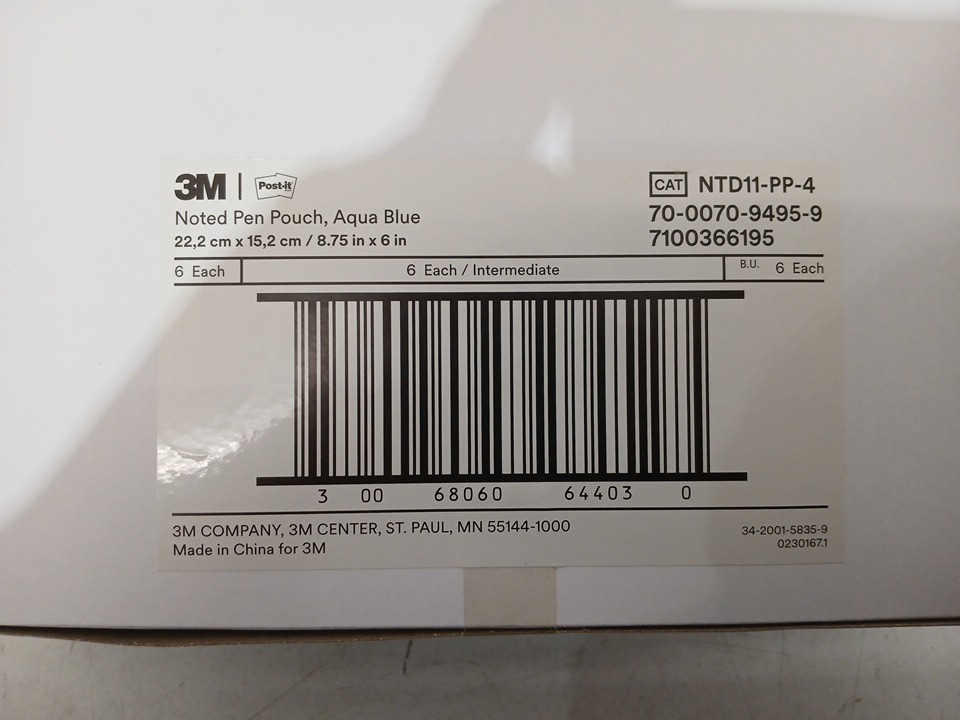 3M | Post-it
CAT NTD11-PP-4
Noted Pen Pouch, Aqua Blue
70-0070-9495-9
22,2 cm x 15,2 cm / 8.75 in x 6 in
7100366195
6 Each
6 Each / Intermediate
B.U. 6 Each
3 00 68060 64403 0
3M COMPANY, 3M CENTER, ST. PAUL, MN 55144-1000
34-2001-5835-9
Made in China for 3M
0230167.1